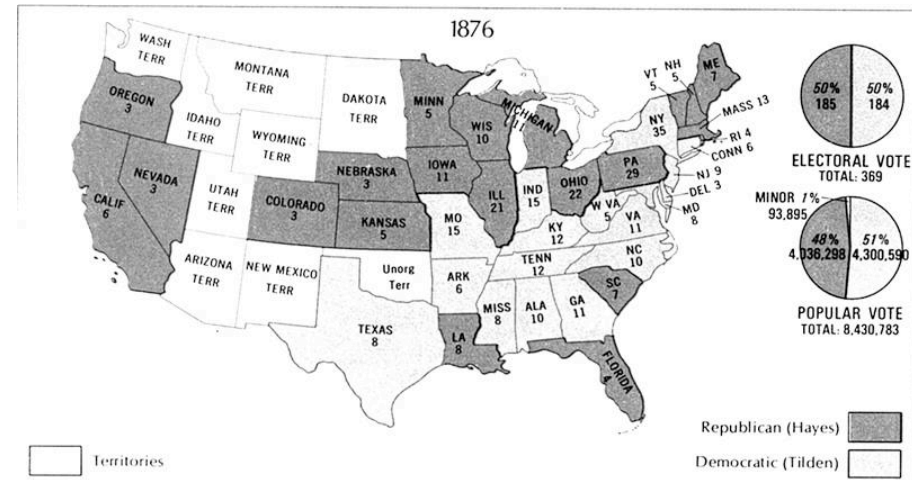 1876
WASH
TERR
MONTANA
TERR
DAKOTA
TERR
MINN
5
OREGON
3
IDAHO
TERR
WYOMING
TERR
WIS
10
MICHIGAN
11
VT
5
NH
5
ME
7
MASS 13
NY
35
RI 4
CONN 6
NEVADA
3
CALIF
6
UTAH
TERR
COLORADO
3
NEBRASKA
3
KANSAS
5
IOWA
11
ILL
21
IND
15
OHIO
22
PA
29
NJ 9
DEL 3
MD
8
W VA
5
VA
11
MO
15
KY
12
NC
10
TENN
12
ARIZONA
TERR
NEW MEXICO
TERR
Unorg
Terr
ARK
6
SC
7
MISS
8
ALA
10
GA
11
TEXAS
8
LA
8
FLORIDA
4
50%
185
50%
184
ELECTORAL VOTE
TOTAL: 369
MINOR 1%
93,895
48%
4,036,298
51%
4,300,590
POPULAR VOTE
TOTAL: 8,430,783
Republican (Hayes)
Democratic (Tilden)
Territories